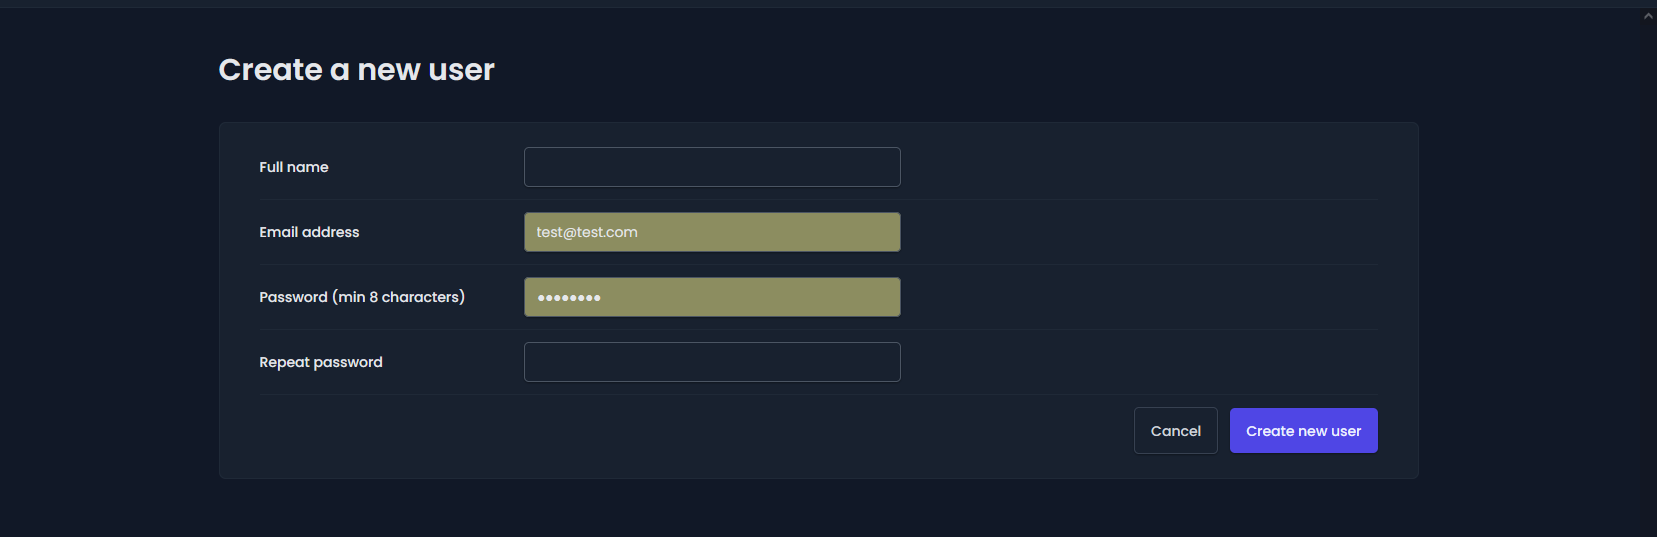 Create a new user
Full name
Email address
test@test.com
Password (min 8 characters)
••••••••
Repeat password
Cancel
Create new user